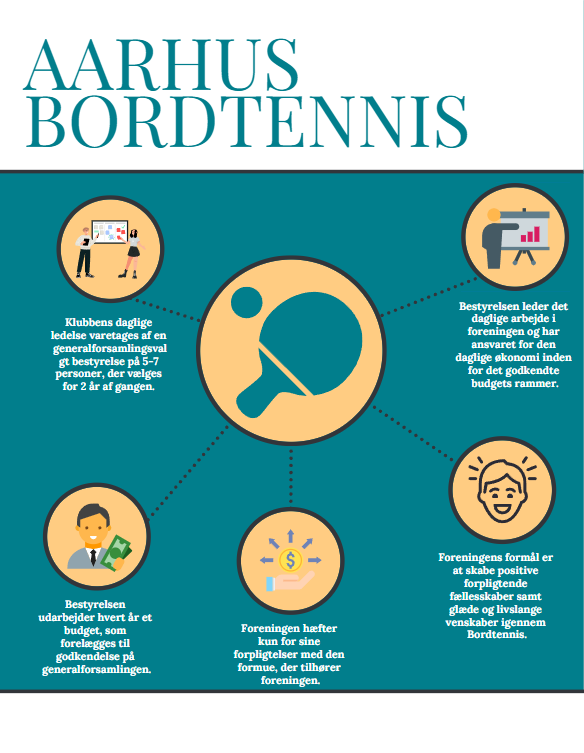 AARHUS
BORDTENNIS
Klubbens daglige
ledelse varetages af en
generalforsamlingsval
gt bestyrelse på 5-7
personer, der vælges
for 2 år af gangen.
Bestyrelsen leder det
daglige arbejde i
foreningen og har
ansvaret for den
daglige økonomi inden
for det godkendte
budgets rammer.
Bestyrelsen
udarbejder hvert år et
budget, som
forelægges til
godkendelse på
generalforsamlingen.
$
Foreningen hæfter
kun for sine
forpligtelser med den
formue, der tilhører
foreningen.
Foreningens formål er
at skabe positive
forpligtende
fællesskaber samt
glæde og livslange
venskaber igennem
Bordtennis.